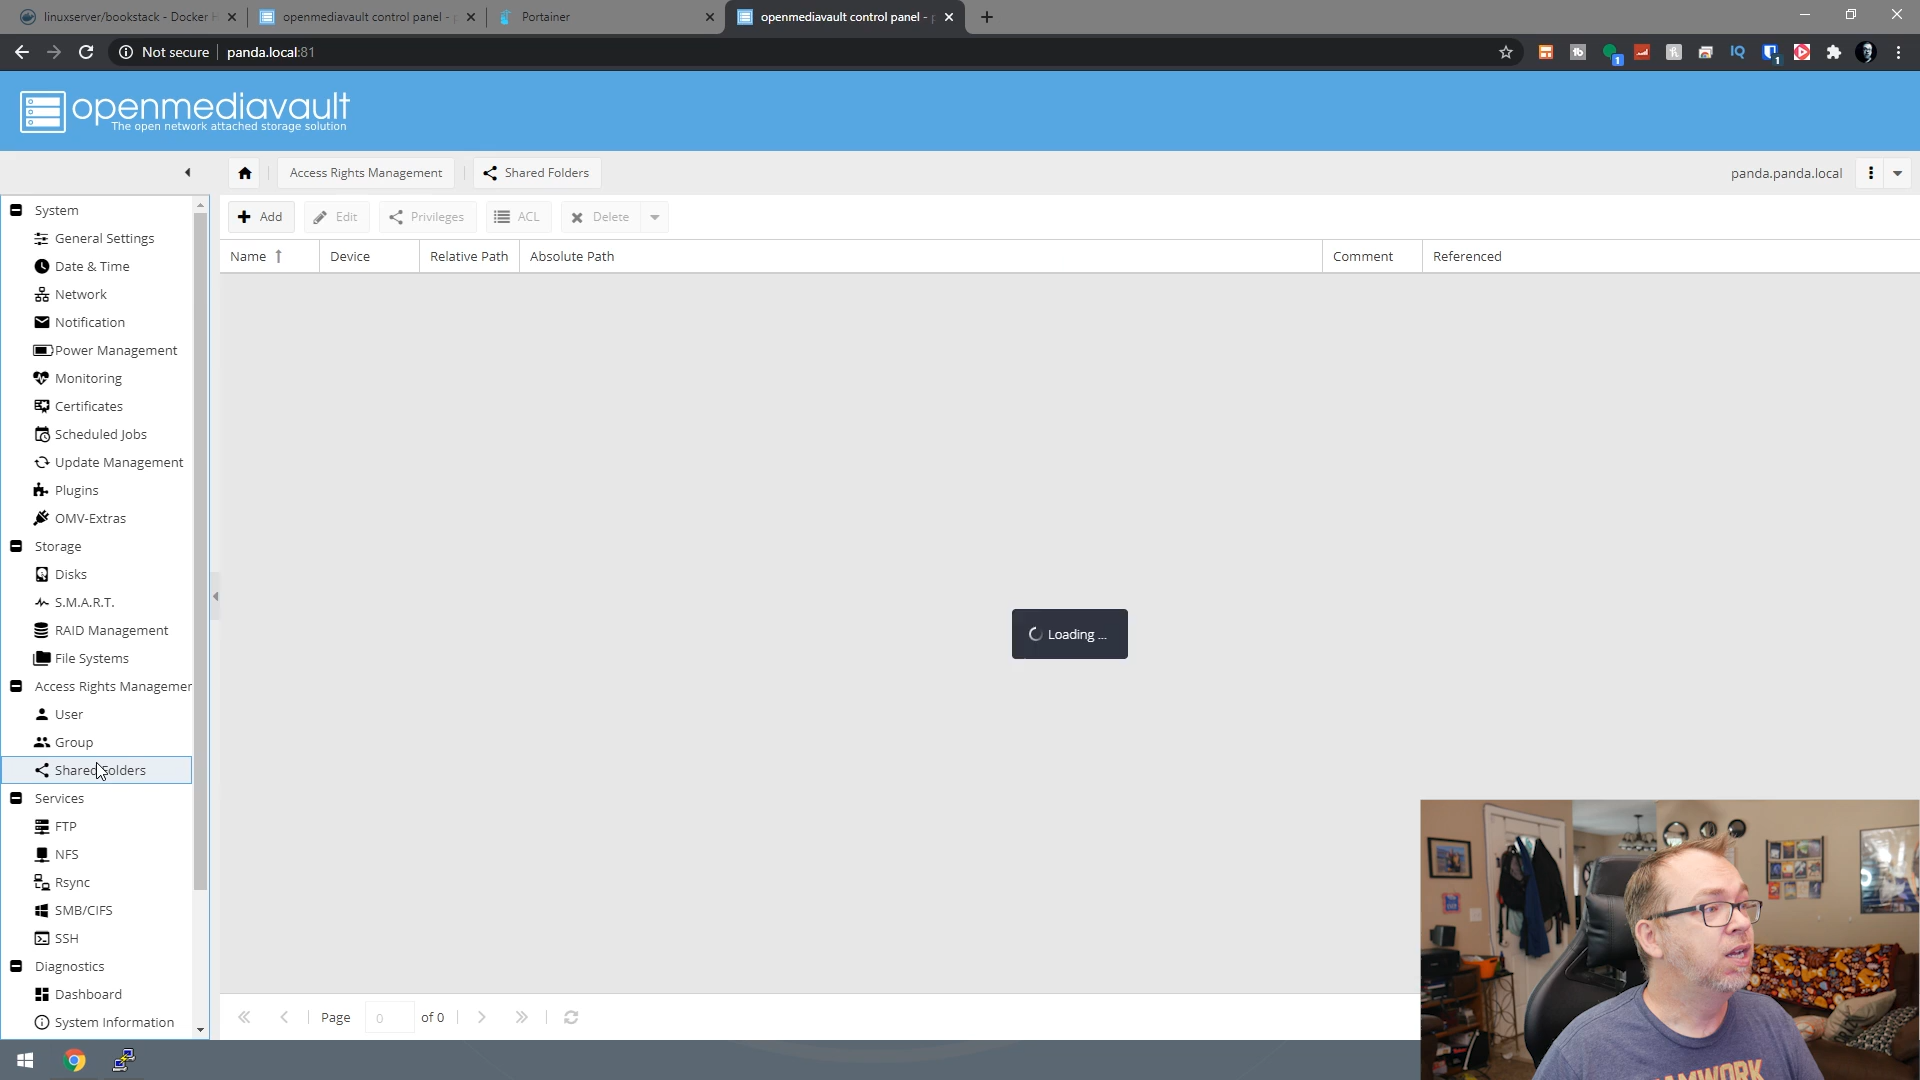 linuxserver/bookstack - Docker H
openmediavault control panel - p
Portainer
openmediavault control panel - p
Not secure
panda.local:81
openmediavault
The open network attached storage solution
Access Rights Management
Shared Folders
panda.panda.local
System
General Settings
Date & Time
Network
Notification
Power Management
Monitoring
Certificates
Scheduled Jobs
Update Management
Plugins
OMV-Extras
Storage
Disks
S.M.A.R.T.
RAID Management
File Systems
Access Rights Managemer
User
Group
Shared Folders
Services
FTP
NFS
Rsync
SMB/CIFS
SSH
Diagnostics
Dashboard
System Information
Add
Edit
Privileges
ACL
Delete
Name
Device
Relative Path
Absolute Path
Comment
Referenced
Loading ...
Page
0
of 0